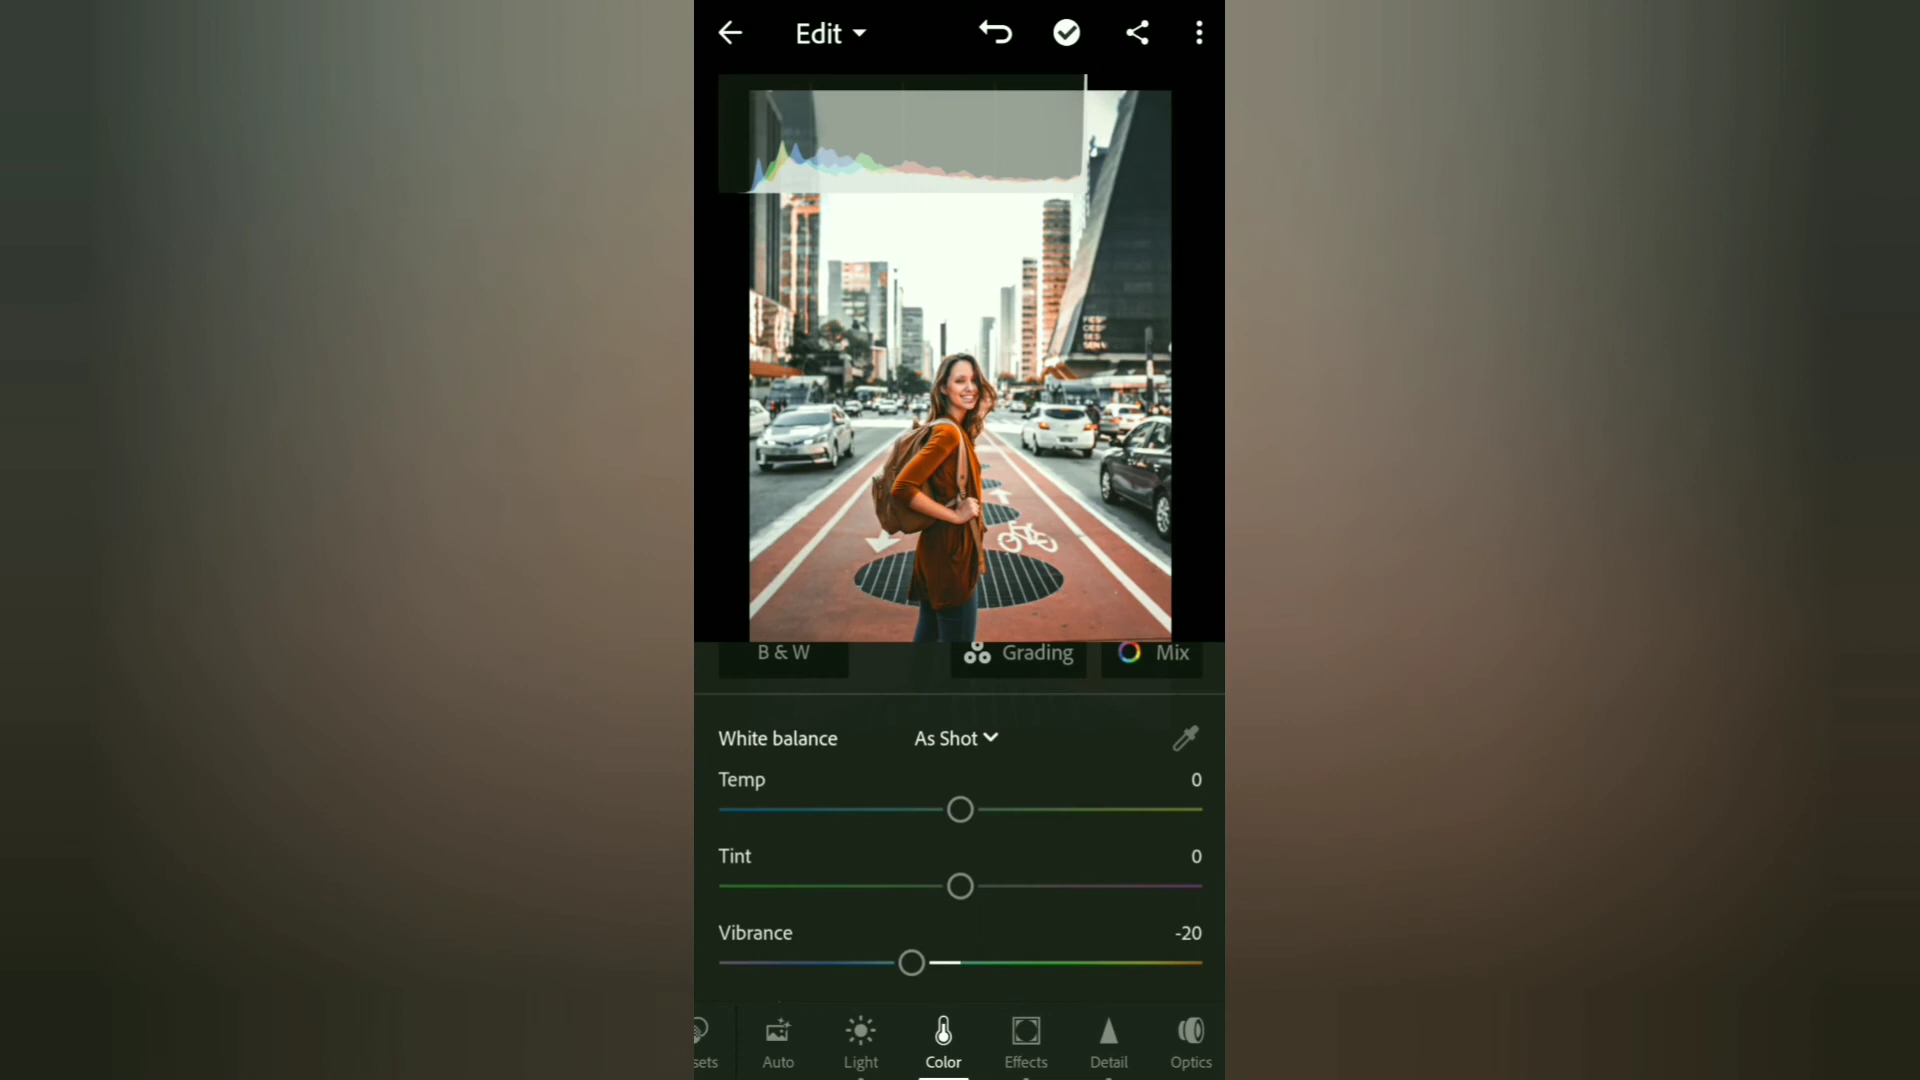 Edit
B & W
Grading
Mix
White balance
As Shot
Temp
0
Tint
0
Vibrance
-20
sets
Auto
Light
Color
Effects
Detail
Optics